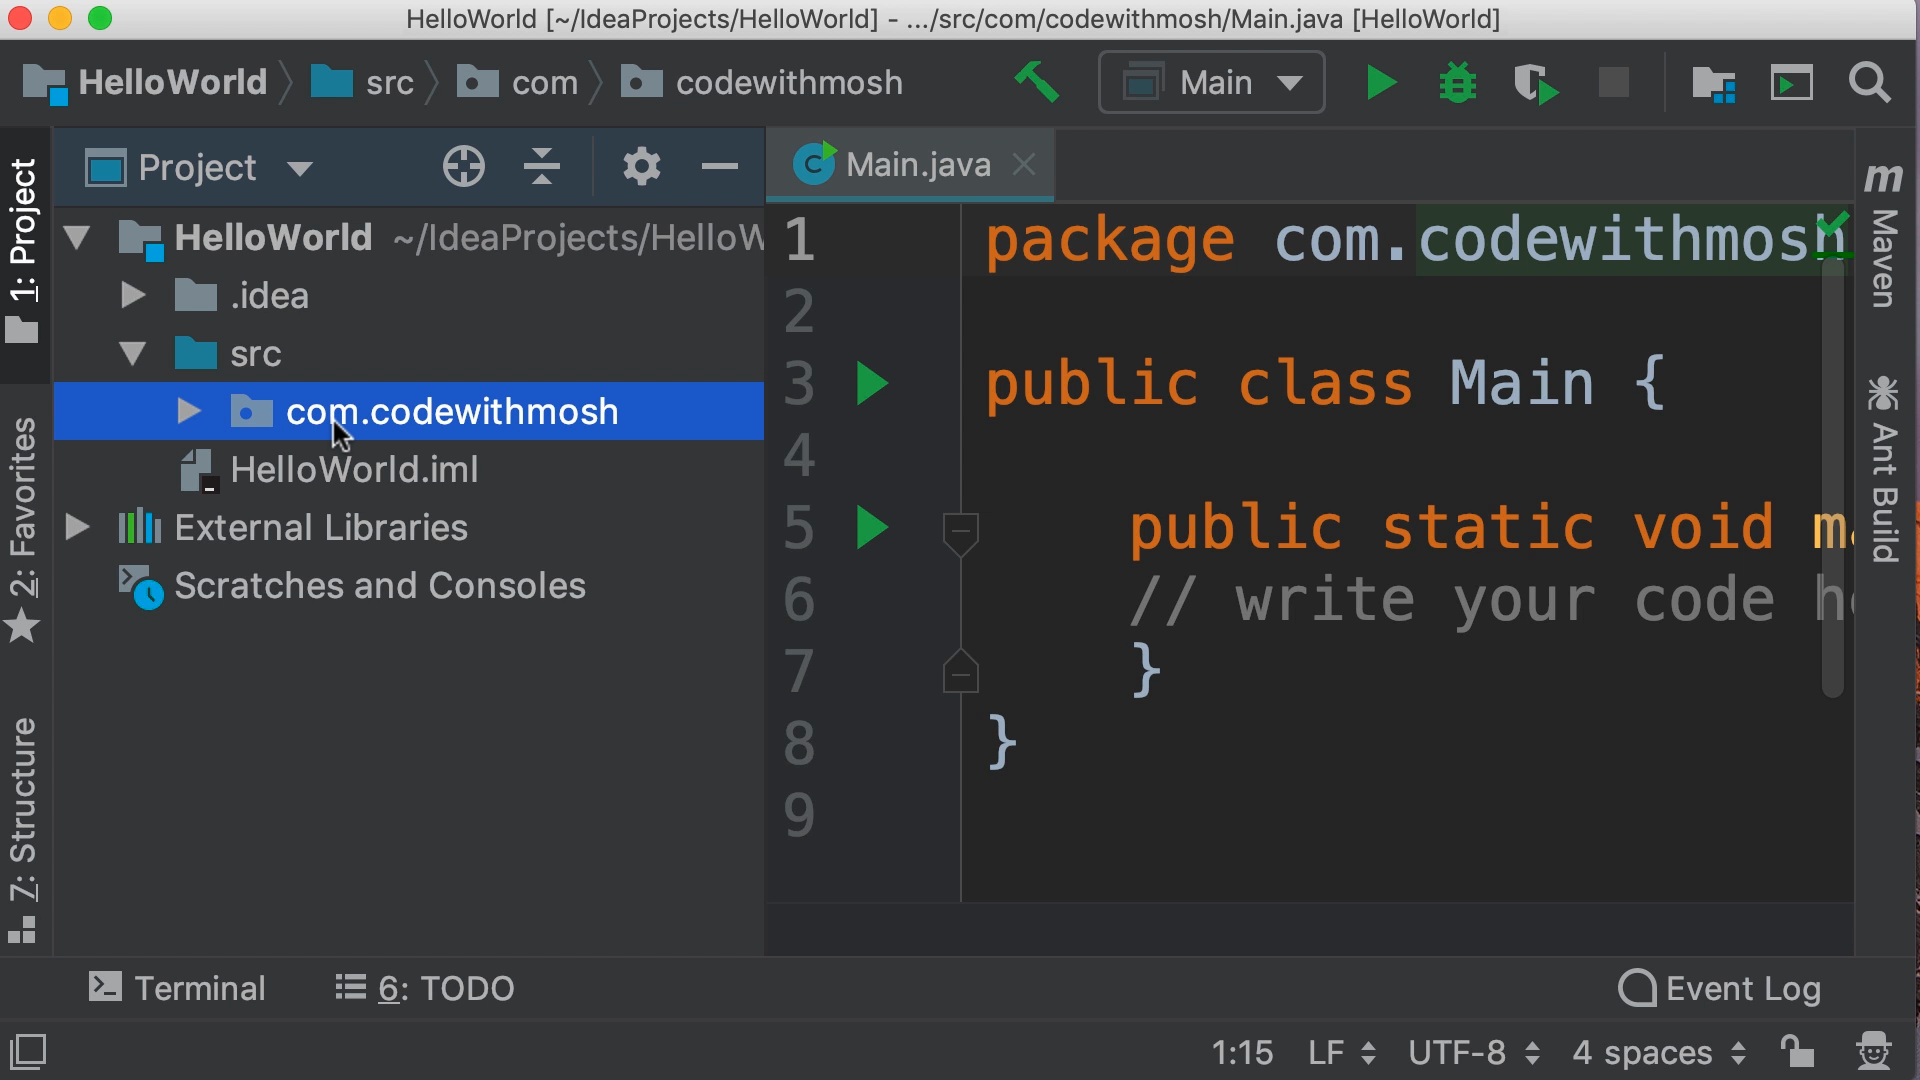 HelloWorld [~/IdeaProjects/HelloWorld] - .../src/com/codewithmosh/Main.java [HelloWorld]
HelloWorld src com codewithmosh Main
1: Project
2: Favorites
7: Structure
Project
HelloWorld ~/IdeaProjects/HelloW
.idea
src
com.codewithmosh
HelloWorld.iml
External Libraries
Scratches and Consoles
Main.java
1 package com.codewithmosh
2
3 public class Main {
4
5 public static void m
6 // write your code h
7 }
8 }
9
m Maven
Ant Build
Terminal 6: TODO Event Log
1:15 LF UTF-8 4 spaces